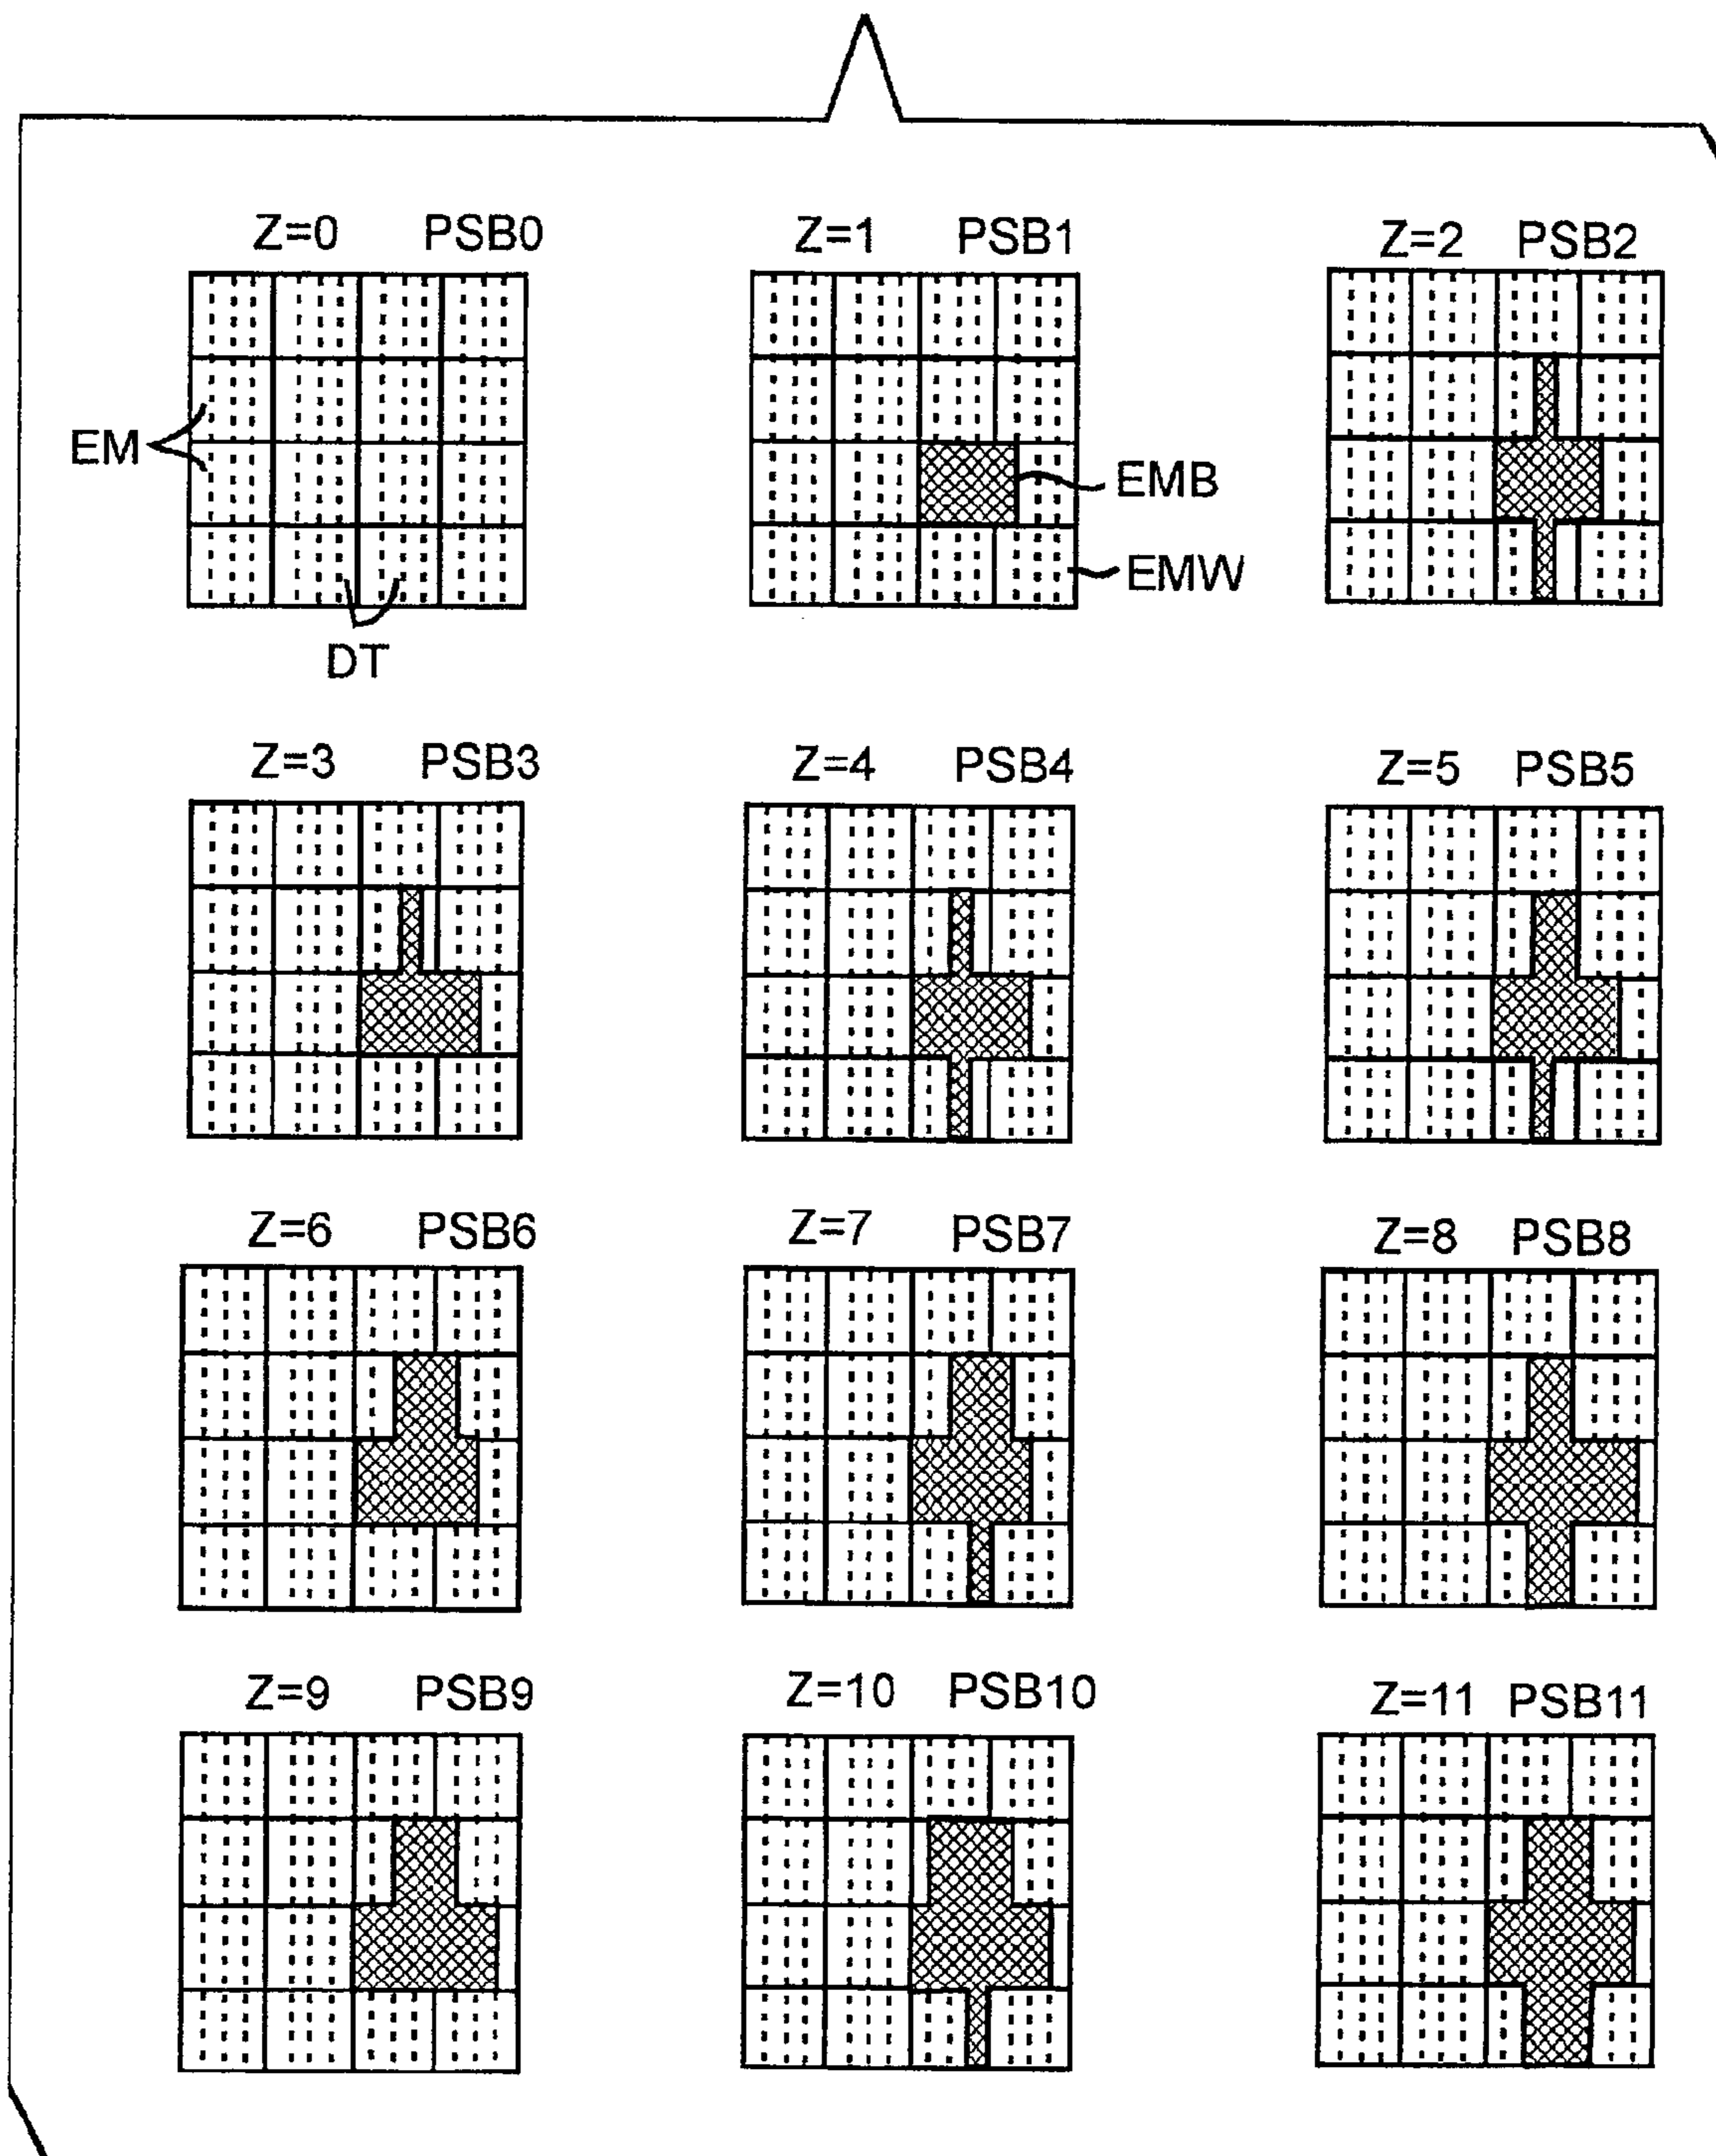 Z=0 PSB0 Z=1 PSB1 Z=2 PSB2
EM
EMB
EMW
DT
Z=3 PSB3 Z=4 PSB4 Z=5 PSB5
Z=6 PSB6 Z=7 PSB7 Z=8 PSB8
Z=9 PSB9 Z=10 PSB10 Z=11 PSB11